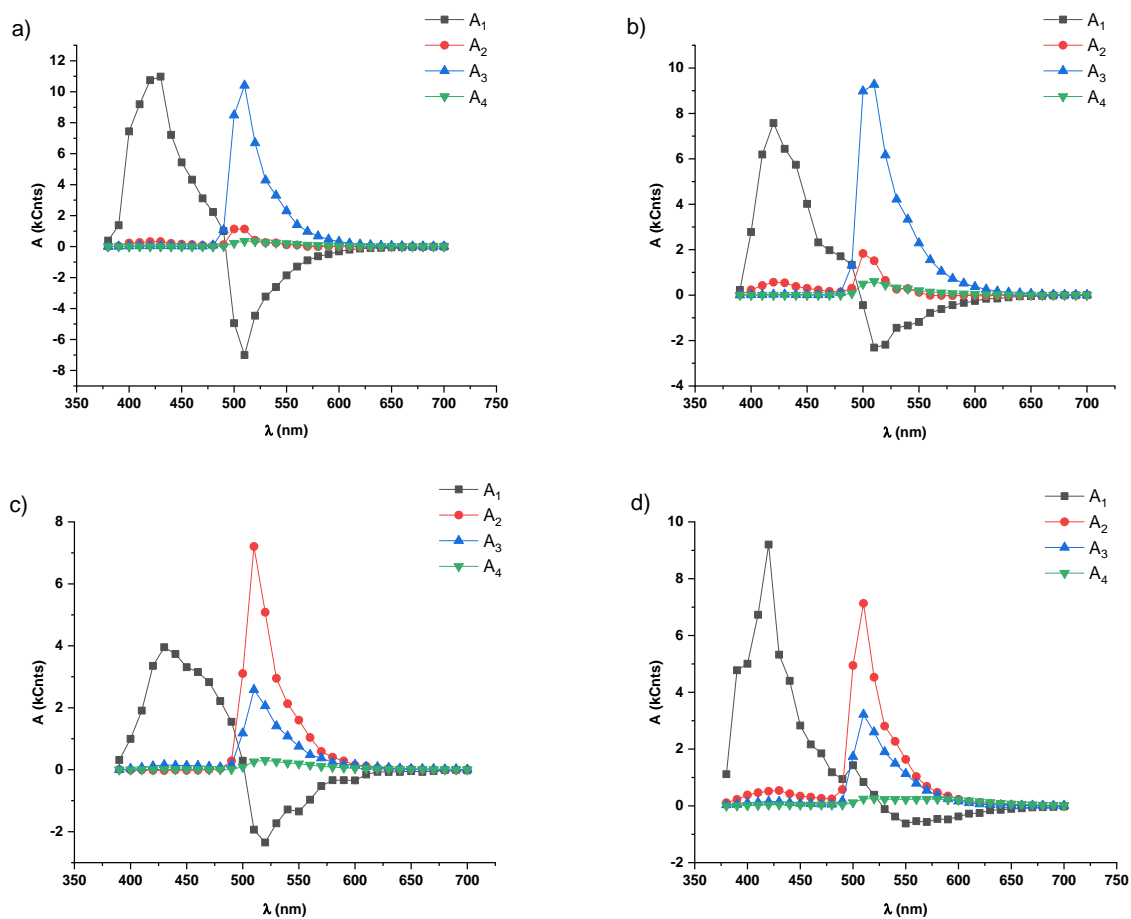 a)
A₁
A₂
A₃
A₄
12
10
8
6
4
2
0
-2
-4
-6
-8
A (kCnts)
350 400 450 500 550 600 650 700 750
λ (nm)
b)
A₁
A₂
A₃
A₄
10
8
6
4
2
0
-2
-4
A (kCnts)
350 400 450 500 550 600 650 700
λ (nm)
c)
A₁
A₂
A₃
A₄
8
6
4
2
0
-2
A (kCnts)
350 400 450 500 550 600 650 700
λ (nm)
d)
A₁
A₂
A₃
A₄
10
8
6
4
2
0
-2
A (kCnts)
350 400 450 500 550 600 650 700 750
λ (nm)